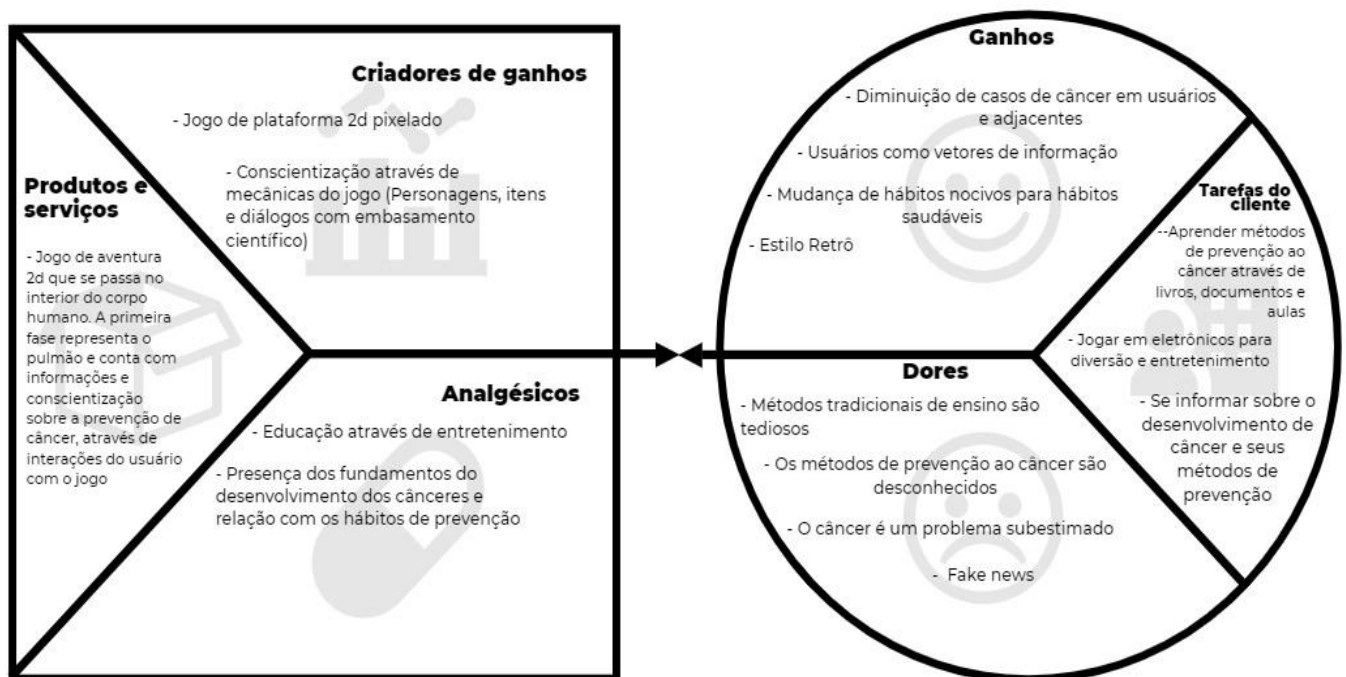 Criadores de ganhos
- Jogo de plataforma 2d pixelado
- Conscientização através de
mecânicas do jogo (Personagens, itens
e diálogos com embasamento
científico)
Produtos e
serviços
- Jogo de aventura
2d que se passa no
interior do corpo
humano. A primeira
fase representa o
pulmão e conta com
informações e
conscientização
sobre a prevenção de
câncer, através de
interações do usuário
com o jogo
Analgésicos
- Educação através de entretenimento
- Presença dos fundamentos do
desenvolvimento dos cânceres e
relação com os hábitos de prevenção
Ganhos
- Diminuição de casos de câncer em usuários
e adjacentes
- Usuários como vetores de informação
- Mudança de hábitos nocivos para hábitos
saudáveis
- Estilo Retrô
Tarefas do
cliente
--Aprender métodos
de prevenção ao
câncer através de
livros, documentos e
aulas
- Jogar em eletrônicos para
diversão e entretenimento
- Se informar sobre o
desenvolvimento de
câncer e seus
métodos de
prevenção
Dores
- Métodos tradicionais de ensino são
tediosos
- Os métodos de prevenção ao câncer são
desconhecidos
- O câncer é um problema subestimado
- Fake news